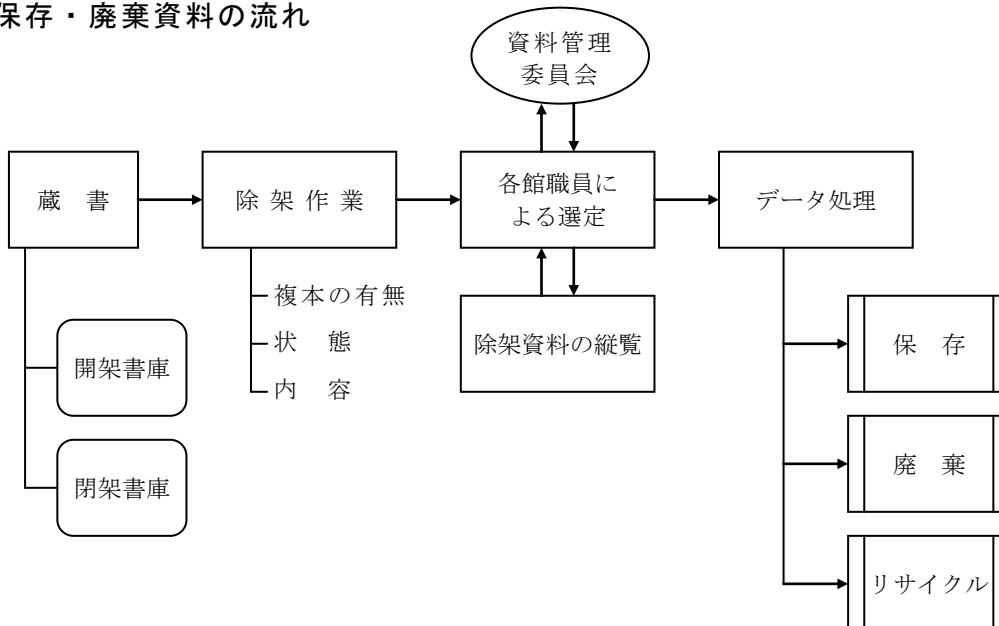 保存・廃棄資料の流れ
資料管理
委員会
蔵 書
除架作業
各館職員に
よる選定
データ処理
複本の有無
状 態
内 容
開架書庫
閉架書庫
除架資料の縦覧
保 存
廃 棄
リサイクル